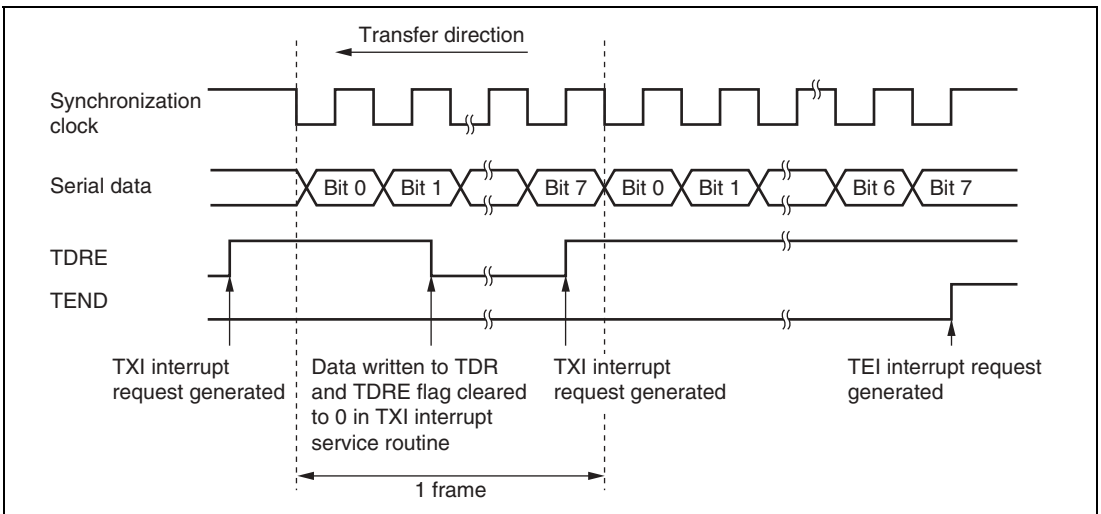 Transfer direction
Synchronization
clock
Serial data
Bit 0 Bit 1 Bit 7 Bit 0 Bit 1 Bit 6 Bit 7
TDRE
TEND
TXI interrupt
request generated
Data written to TDR
and TDRE flag cleared
to 0 in TXI interrupt
service routine
TXI interrupt
request generated
TEI interrupt request
generated
1 frame